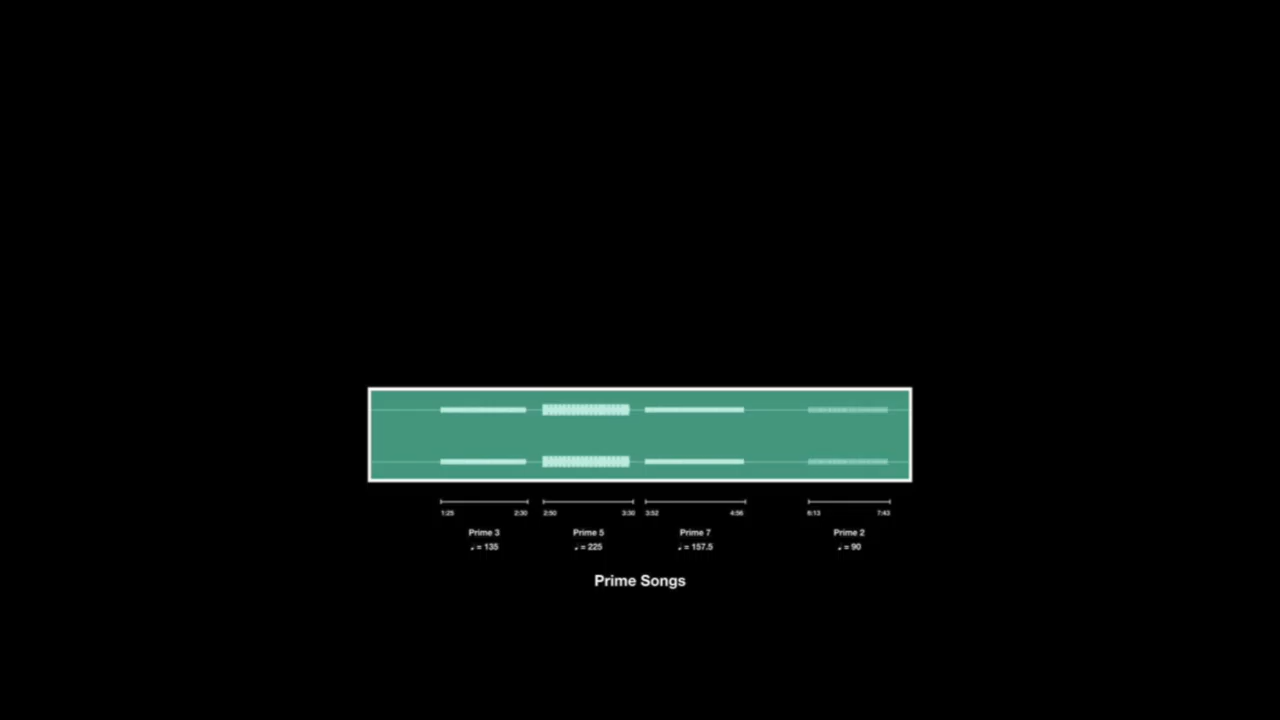 1:25 2:30 2:50 3:30 3:52 4:56 6:13 7:43
Prime 3 Prime 5 Prime 7 Prime 2
♩ = 135 ♩ = 225 ♩ = 157.5 ♩ = 90
Prime Songs